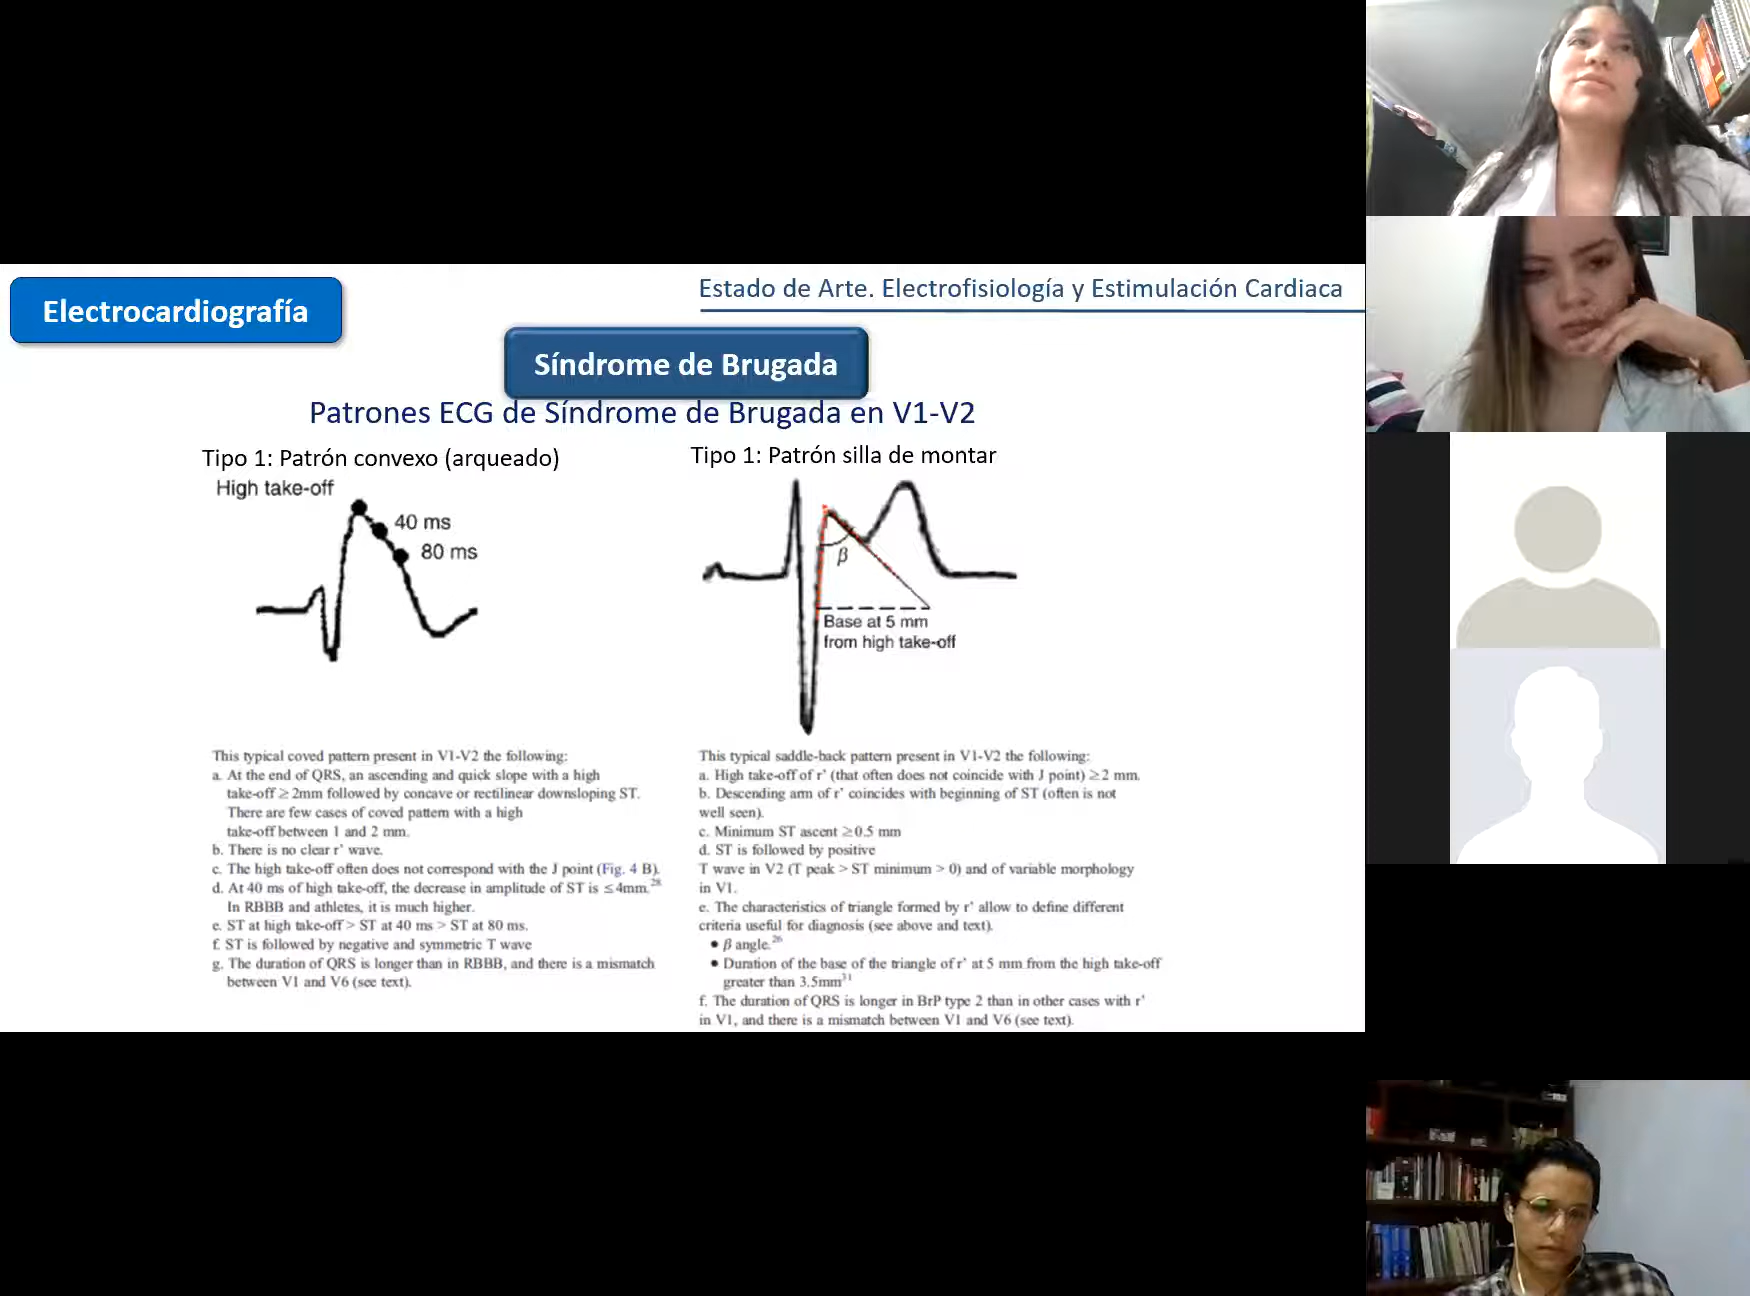 Electrocardiografía
Estado de Arte. Electrofisiología y Estimulación Cardiaca
Síndrome de Brugada
Patrones ECG de Síndrome de Brugada en V1-V2
Tipo 1: Patrón convexo (arqueado)
High take-off
40 ms
80 ms
This typical coved pattern present in V1-V2 the following:
a. At the end of QRS, an ascending and quick slope with a high
take-off ≥ 2mm followed by concave or rectilinear downsloping ST.
There are few cases of coved pattern with a high
take-off between 1 and 2 mm.
b. There is no clear r' wave.
c. The high take-off often does not correspond with the J point (Fig. 4 B).
d. At 40 ms of high take-off, the decrease in amplitude of ST is ≤4mm.28
In RBBB and athletes, it is much higher.
e. ST at high take-off> ST at 40 ms > ST at 80 ms.
f. ST is followed by negative and symmetric T wave
g. The duration of QRS is longer than in RBBB, and there is a mismatch
between V1 and V6 (see text).
Tipo 1: Patrón silla de montar
β
Base at 5 mm
from high take-off
This typical saddle-back pattern present in V1-V2 the following:
a. High take-off of r' (that often does not coincide with J point) ≥2 mm.
b. Descending arm of r' coincides with beginning of ST (often is not
well seen).
c. Minimum ST ascent ≥0.5 mm
d. ST is followed by positive
T wave in V2 (T peak > ST minimum > 0) and of variable morphology
in V1.
e. The characteristics of triangle formed by r' allow to define different
criteria useful for diagnosis (see above and text).
• β angle.26
• Duration of the base of the triangle of r' at 5 mm from the high take-off
greater than 3.5mm31
f. The duration of QRS is longer in BrP type 2 than in other cases with r'
in V1, and there is a mismatch between V1 and V6 (see text).